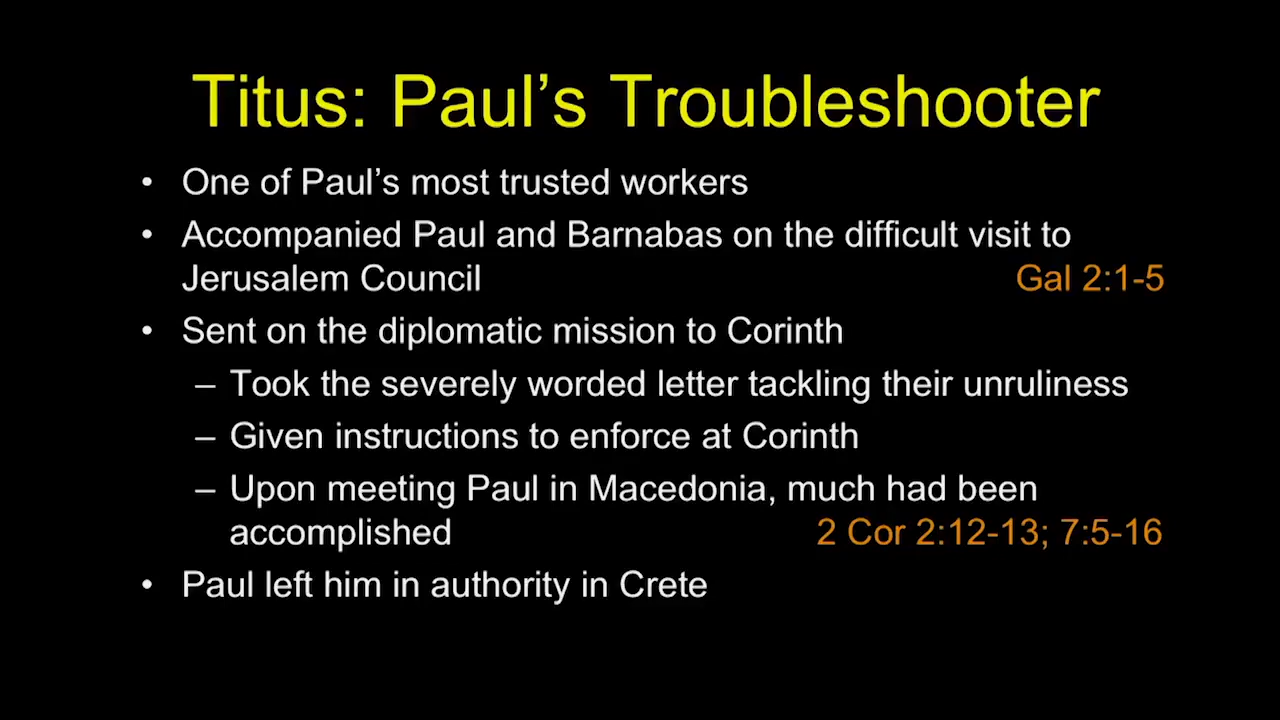 Titus: Paul’s Troubleshooter
• One of Paul’s most trusted workers
• Accompanied Paul and Barnabas on the difficult visit to
Jerusalem Council Gal 2:1-5
• Sent on the diplomatic mission to Corinth
– Took the severely worded letter tackling their unruliness
– Given instructions to enforce at Corinth
– Upon meeting Paul in Macedonia, much had been
accomplished 2 Cor 2:12-13; 7:5-16
• Paul left him in authority in Crete